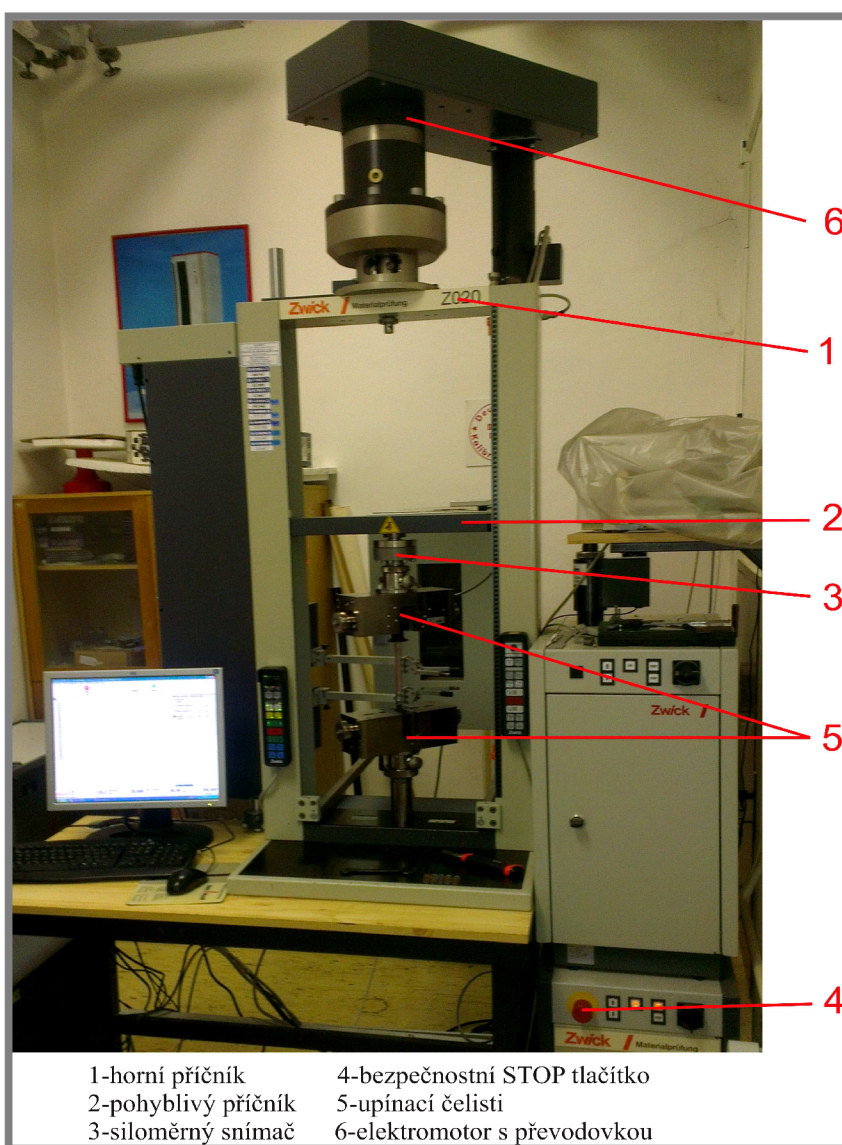 6
Zwick Materialprüfung Z020
1
2
3
Zwick
5
4
Zwick Materialprüfung
1-horní příčník 4-bezpečnostní STOP tlačítko
2-pohyblivý příčník 5-upínací čelisti
3-siloměrný snímač 6-elektromotor s převodovkou